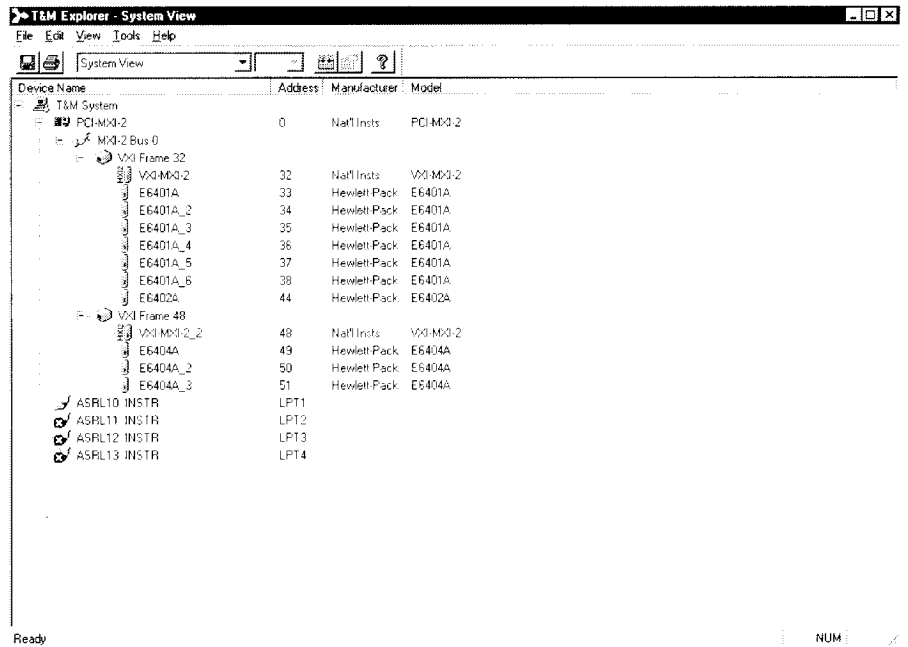 T&M Explorer - System View
File Edit View Tools Help
System View
Device Name Address Manufacturer Model
T&M System
PCI-MXI-2 0 Nat'l Insts PCI-MXI-2
MXI-2 Bus 0
VXI Frame 32
VXI-MXI-2 32 Nat'l Insts VXI-MXI-2
E6401A 33 Hewlett-Pack E6401A
E6401A_2 34 Hewlett-Pack E6401A
E6401A_3 35 Hewlett-Pack E6401A
E6401A_4 36 Hewlett-Pack E6401A
E6401A_5 37 Hewlett-Pack E6401A
E6401A_6 38 Hewlett-Pack E6401A
E6402A 44 Hewlett-Pack E6402A
VXI Frame 48
VXI-MXI-2_2 48 Nat'l Insts VXI-MXI-2
E6404A 49 Hewlett-Pack E6404A
E6404A_2 50 Hewlett-Pack E6404A
E6404A_3 51 Hewlett-Pack E6404A
ASRL10 INSTR LPT1
ASRL11 INSTR LPT2
ASRL12 INSTR LPT3
ASRL13 INSTR LPT4
Ready NUM